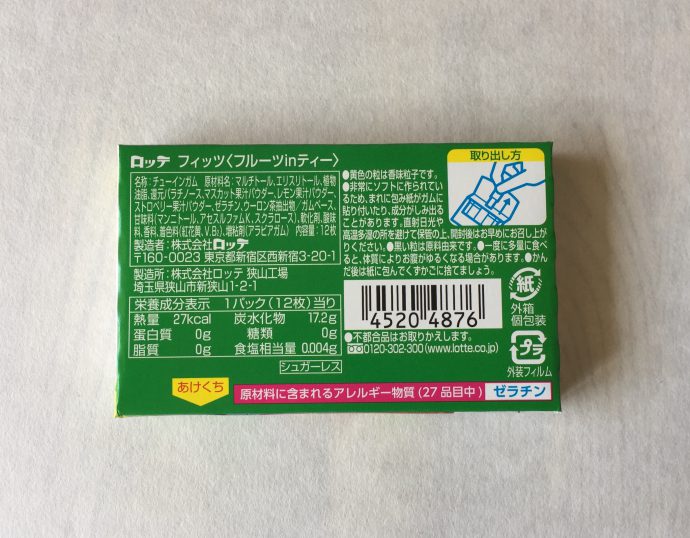 ロッテ フィッツ〈フルーツinティー〉
名称:チューインガム 原材料名:マルチトール、エリスリトール、植物
油脂、還元パラチノース、マスカット果汁パウダー、レモン果汁パウダー、
ストロベリー果汁パウダー、ゼラチン、ウーロン茶抽出物／ガムベース、
甘味料(マンニトール、アセスルファムK、スクラロース)、軟化剤、酸味
料、香料、着色料(紅花黄、V.B₂)、増粘剤(アラビアガム) 内容量:12枚
製造者:株式会社ロッテ
〒160-0023 東京都新宿区西新宿3-20-1
製造所:株式会社ロッテ 狭山工場
埼玉県狭山市新狭山1-2-1
栄養成分表示 1パック(12枚)当り
熱量 27kcal 炭水化物 17.2g
蛋白質 0g 糖類 0g
脂質 0g 食塩相当量 0.004g
シュガーレス
●黄色の粒は香味粒子です。
●非常にソフトに作られてい
るため、まれに包み紙がガムに
貼り付いたり、成分がしみ出る
ことがあります。直射日光や
高温多湿の所を避けて保管の上、開封後はお早めにお召し上が
りください。●黒い粒は原料由来です。●一度に多量に食べ
ると、体質によりお腹がゆるくなる場合があります。●かん
だ後は紙に包んでくずかごに捨てましょう。
取り出し方
4520 4876
●不都合品はお取りかえします。
0120-302-300(www.lotte.co.jp)
紙
外箱
個包装
プラ
外装フィルム
あけくち
原材料に含まれるアレルギー物質(27品目中) ゼラチン